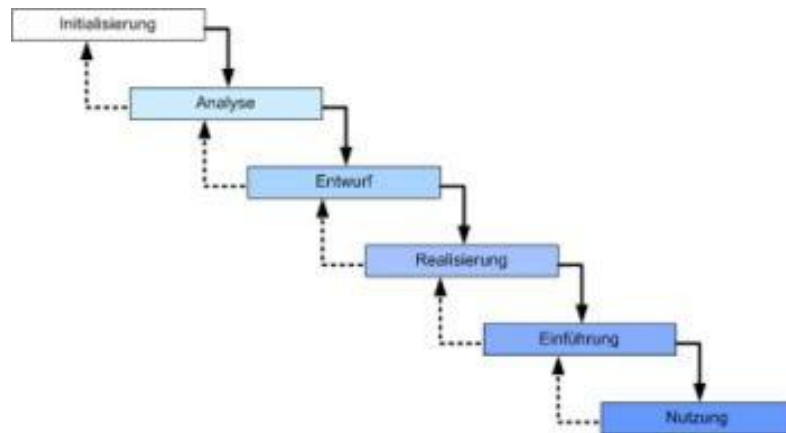 Initialisierung
Analyse
Entwurf
Realisierung
Einführung
Nutzung